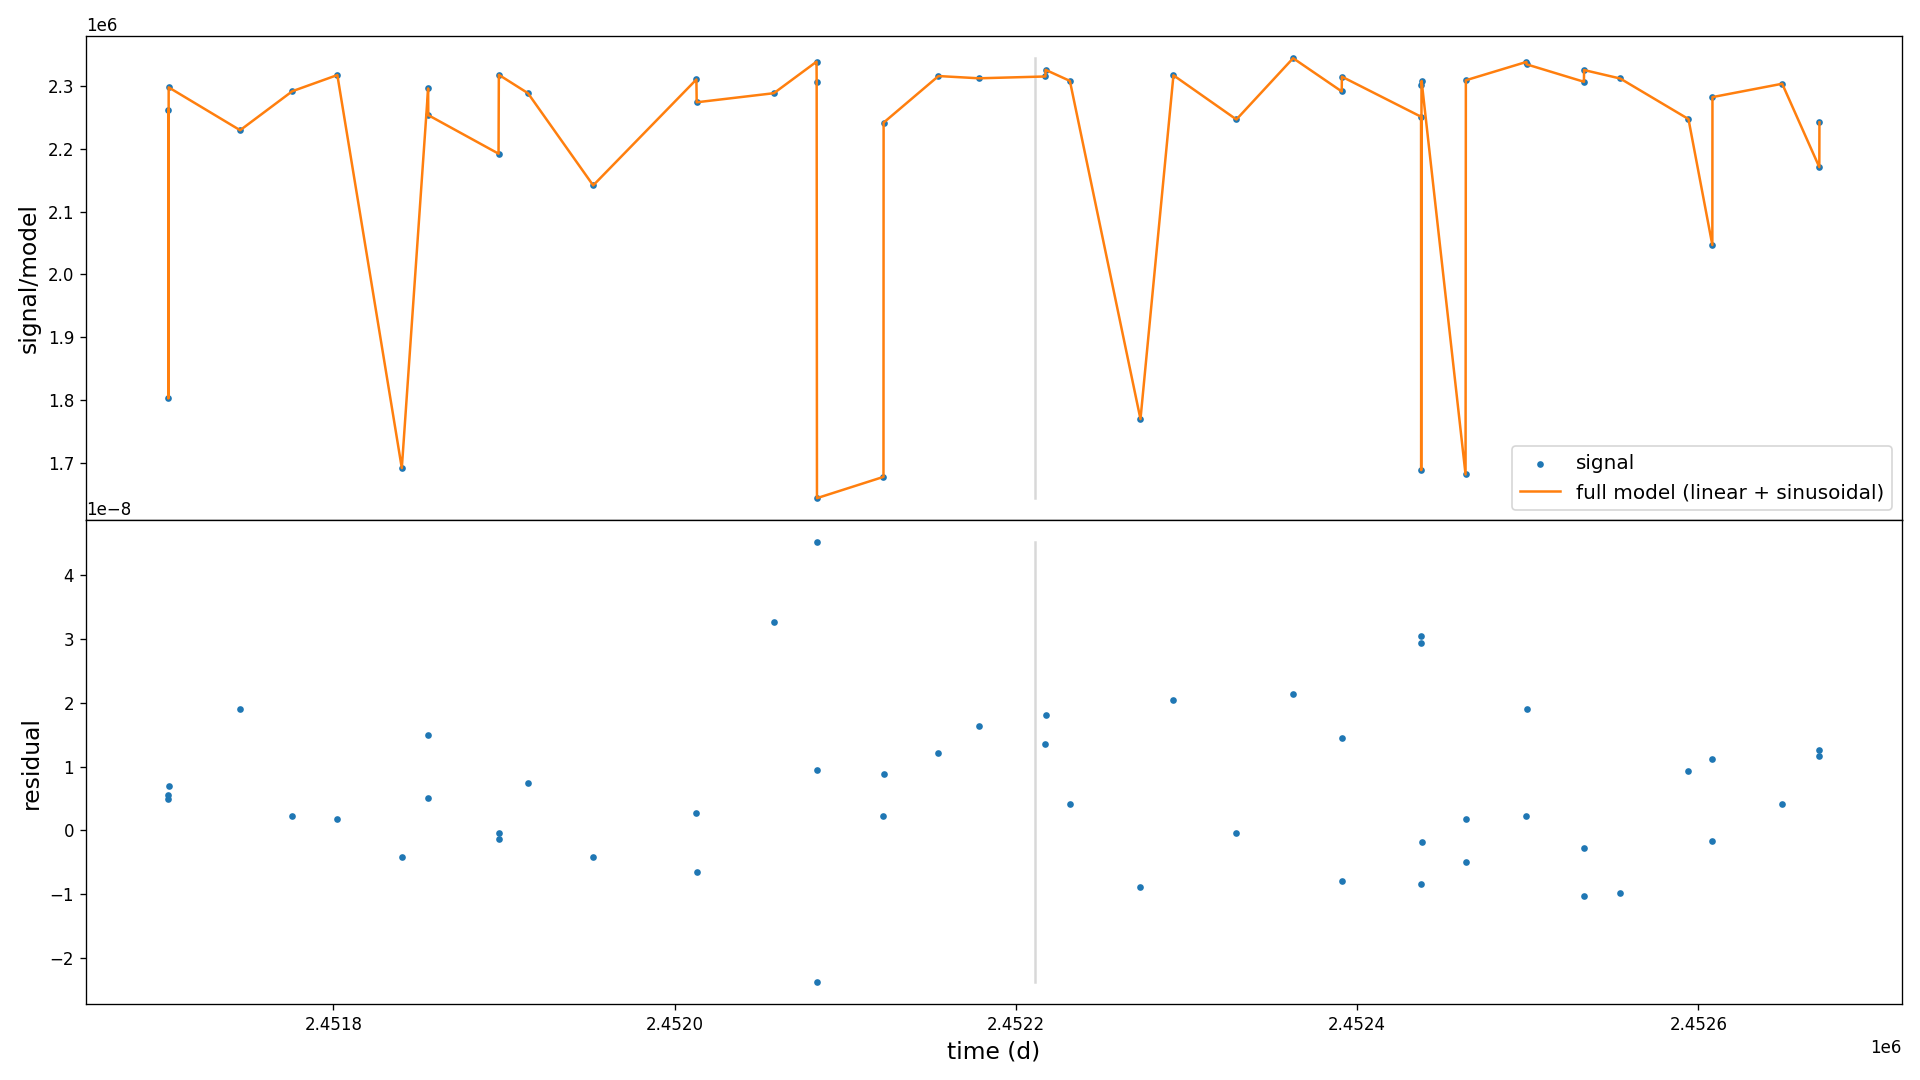 1e6
2.3
2.2
2.1
2.0
1.9
1.8
1.7
signal/model
signal
full model (linear + sinusoidal)
1e−8
4
3
2
1
0
−1
−2
residual
2.4518
2.4520
2.4522
2.4524
2.4526
time (d)
1e6